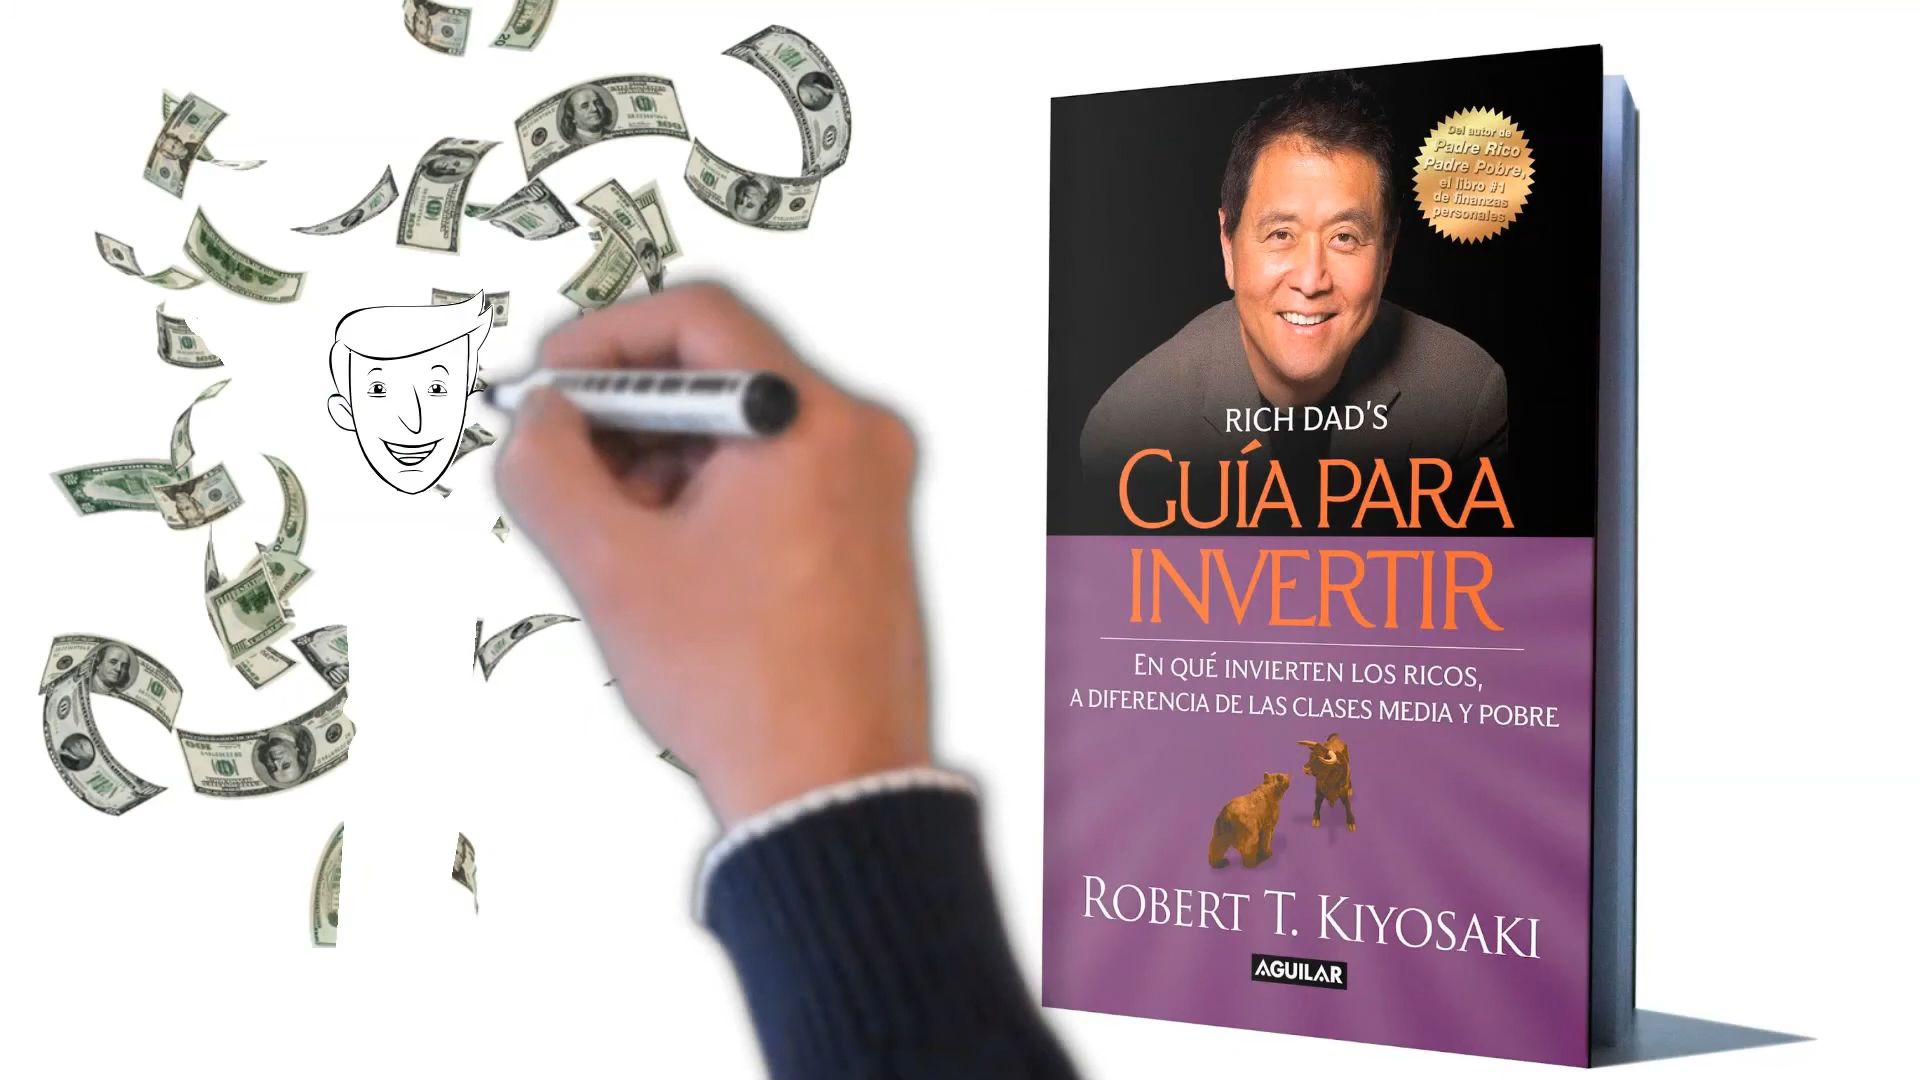 Del autor de
Padre Rico
Padre Pobre,
el libro #1
de finanzas
personales
RICH DAD'S
GUÍA PARA
INVERTIR
EN QUÉ INVIERTEN LOS RICOS,
A DIFERENCIA DE LAS CLASES MEDIA Y POBRE
ROBERT T. KIYOSAKI
AGUILAR